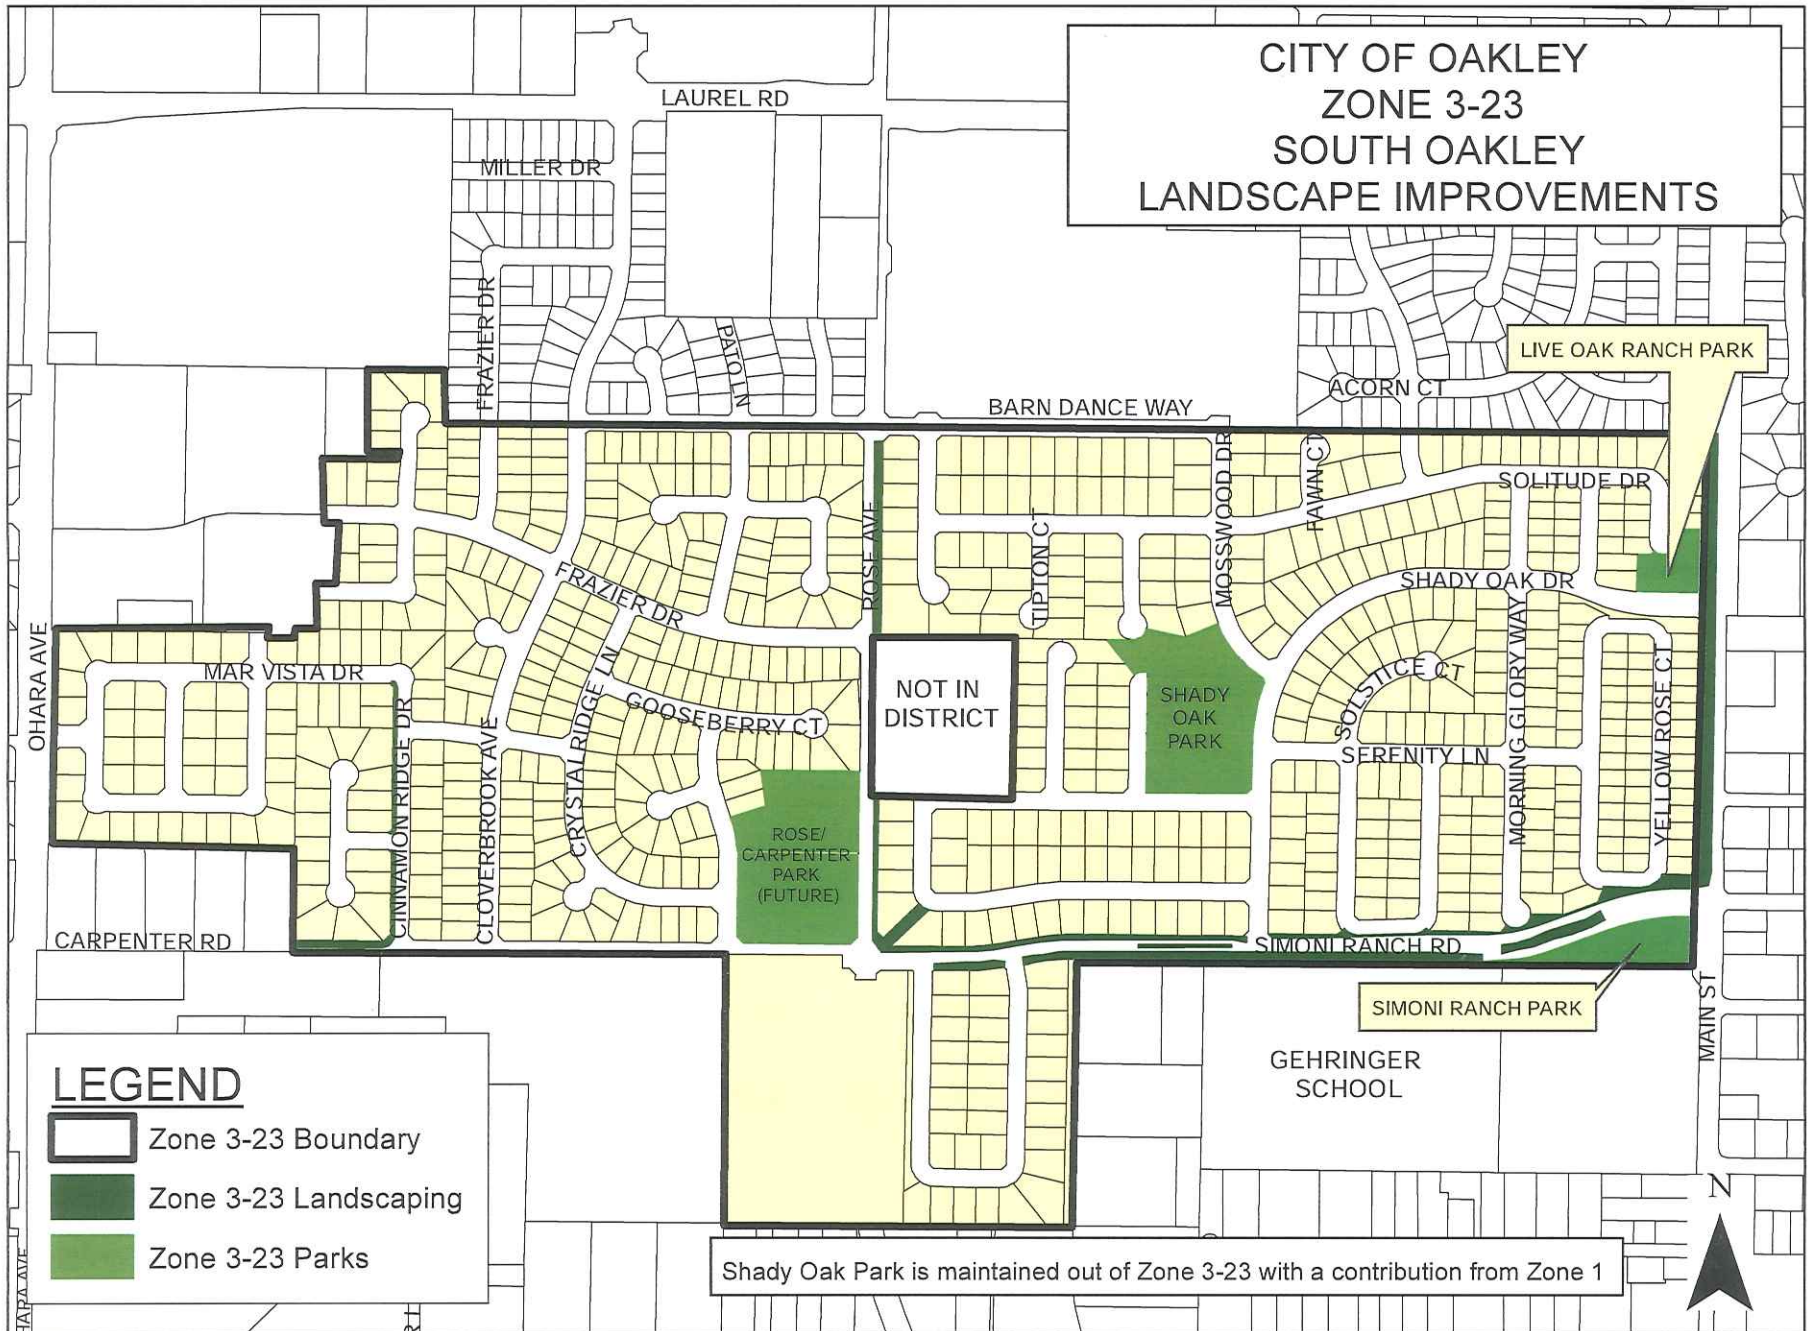 CITY OF OAKLEY
ZONE 3-23
SOUTH OAKLEY
LANDSCAPE IMPROVEMENTS
LAUREL RD
MILLER DR
FRAZIER DR
PATO LN
LIVE OAK RANCH PARK
ACORN CT
BARN DANCE WAY
MOSSWOOD DR
FAWN CT
SOLITUDE DR
ROSE AVE
TIPTON CT
FRAZIER DR
SHADY OAK DR
OHARA AVE
MAR VISTA DR
CINNAMON RIDGE DR
CLOVERBROOK AVE
CRYSTAL RIDGE LN
GOOSEBERRY CT
NOT IN
DISTRICT
SHADY
OAK
PARK
SOLSTICE CT
SERENITY LN
MORNING GLORY WAY
YELLOW ROSE CT
ROSE/
CARPENTER
PARK
(FUTURE)
CARPENTER RD
SIMONI RANCH RD
SIMONI RANCH PARK
MAIN ST
GEHRINGER
SCHOOL
LEGEND
Zone 3-23 Boundary
Zone 3-23 Landscaping
Zone 3-23 Parks
Shady Oak Park is maintained out of Zone 3-23 with a contribution from Zone 1
N